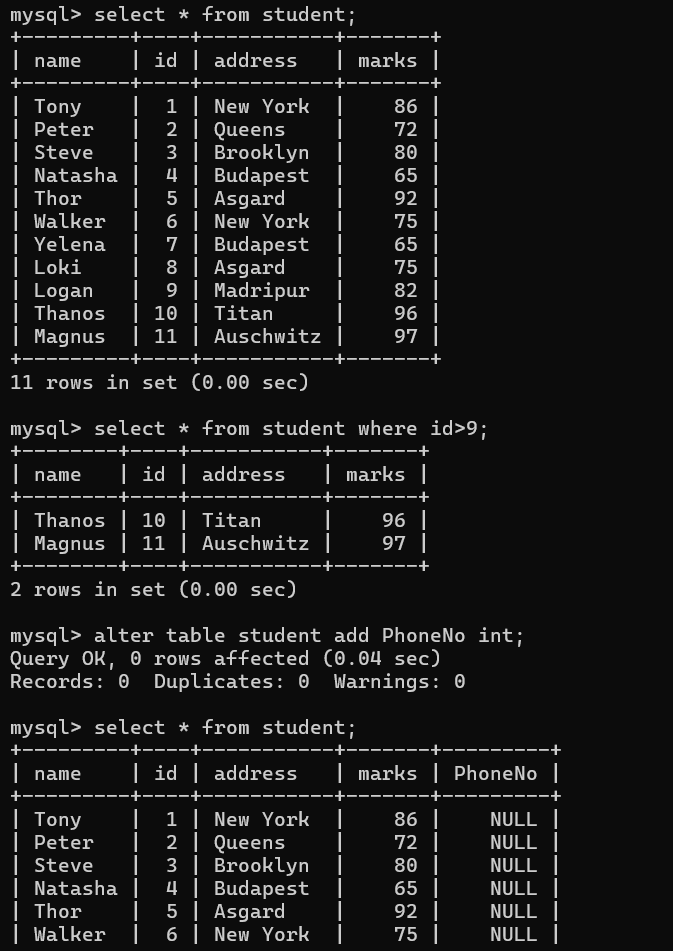 mysql> select * from student;
+---------+----+-----------+-------+
| name    | id | address   | marks |
+---------+----+-----------+-------+
| Tony    |  1 | New York  |    86 |
| Peter   |  2 | Queens    |    72 |
| Steve   |  3 | Brooklyn  |    80 |
| Natasha |  4 | Budapest  |    65 |
| Thor    |  5 | Asgard    |    92 |
| Walker  |  6 | New York  |    75 |
| Yelena  |  7 | Budapest  |    65 |
| Loki    |  8 | Asgard    |    75 |
| Logan   |  9 | Madripur  |    82 |
| Thanos  | 10 | Titan     |    96 |
| Magnus  | 11 | Auschwitz |    97 |
+---------+----+-----------+-------+
11 rows in set (0.00 sec)

mysql> select * from student where id>9;
+--------+----+-----------+-------+
| name   | id | address   | marks |
+--------+----+-----------+-------+
| Thanos | 10 | Titan     |    96 |
| Magnus | 11 | Auschwitz |    97 |
+--------+----+-----------+-------+
2 rows in set (0.00 sec)

mysql> alter table student add PhoneNo int;
Query OK, 0 rows affected (0.04 sec)
Records: 0  Duplicates: 0  Warnings: 0

mysql> select * from student;
+---------+----+-----------+-------+---------+
| name    | id | address   | marks | PhoneNo |
+---------+----+-----------+-------+---------+
| Tony    |  1 | New York  |    86 |    NULL |
| Peter   |  2 | Queens    |    72 |    NULL |
| Steve   |  3 | Brooklyn  |    80 |    NULL |
| Natasha |  4 | Budapest  |    65 |    NULL |
| Thor    |  5 | Asgard    |    92 |    NULL |
| Walker  |  6 | New York  |    75 |    NULL |